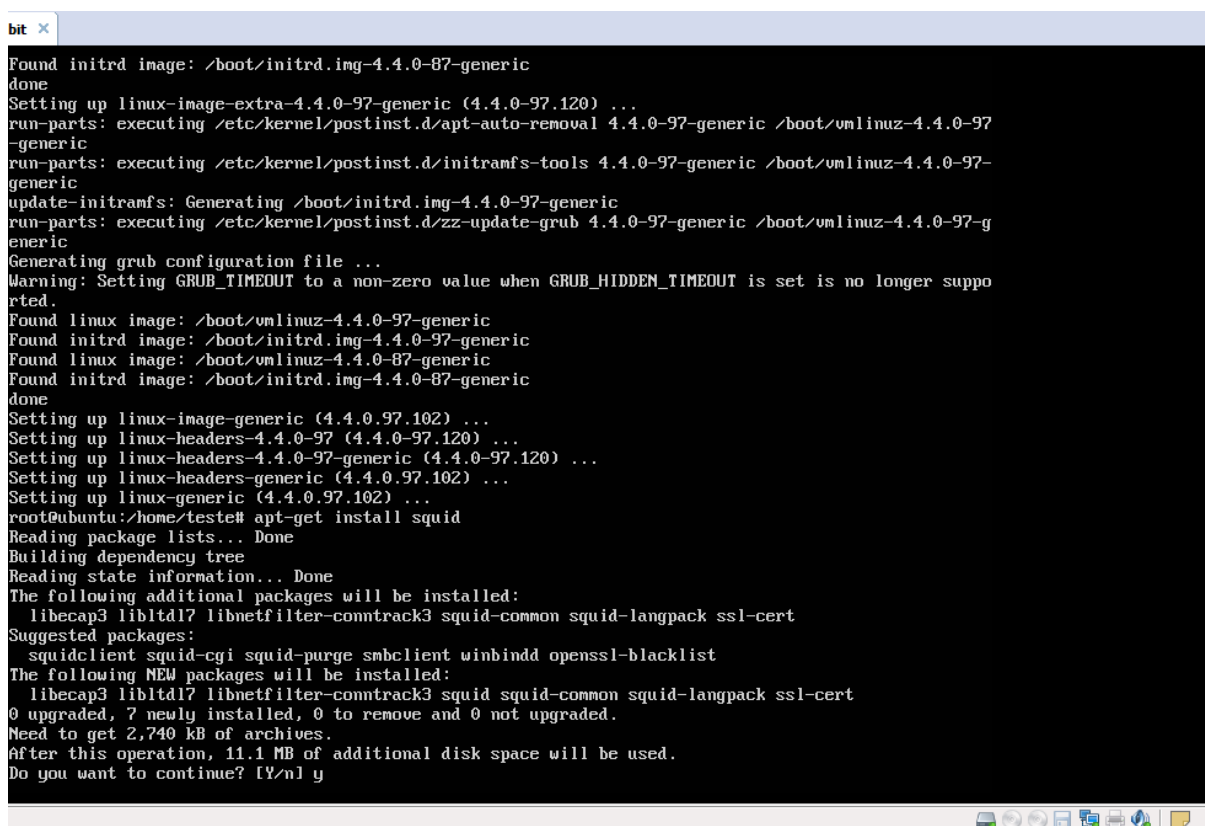 bit ×
Found initrd image: /boot/initrd.img-4.4.0-87-generic
done
Setting up linux-image-extra-4.4.0-97-generic (4.4.0-97.120) ...
run-parts: executing /etc/kernel/postinst.d/apt-auto-removal 4.4.0-97-generic /boot/vmlinuz-4.4.0-97
-generic
run-parts: executing /etc/kernel/postinst.d/initramfs-tools 4.4.0-97-generic /boot/vmlinuz-4.4.0-97-
generic
update-initramfs: Generating /boot/initrd.img-4.4.0-97-generic
run-parts: executing /etc/kernel/postinst.d/zz-update-grub 4.4.0-97-generic /boot/vmlinuz-4.4.0-97-g
eneric
Generating grub configuration file ...
Warning: Setting GRUB_TIMEOUT to a non-zero value when GRUB_HIDDEN_TIMEOUT is set is no longer suppo
rted.
Found linux image: /boot/vmlinuz-4.4.0-97-generic
Found initrd image: /boot/initrd.img-4.4.0-97-generic
Found linux image: /boot/vmlinuz-4.4.0-87-generic
Found initrd image: /boot/initrd.img-4.4.0-87-generic
done
Setting up linux-image-generic (4.4.0.97.102) ...
Setting up linux-headers-4.4.0-97 (4.4.0-97.120) ...
Setting up linux-headers-4.4.0-97-generic (4.4.0-97.120) ...
Setting up linux-headers-generic (4.4.0.97.102) ...
Setting up linux-generic (4.4.0.97.102) ...
root@ubuntu:/home/teste# apt-get install squid
Reading package lists... Done
Building dependency tree
Reading state information... Done
The following additional packages will be installed:
  libecap3 libltdl7 libnetfilter-conntrack3 squid-common squid-langpack ssl-cert
Suggested packages:
  squidclient squid-cgi squid-purge smbclient winbindd openssl-blacklist
The following NEW packages will be installed:
  libecap3 libltdl7 libnetfilter-conntrack3 squid squid-common squid-langpack ssl-cert
0 upgraded, 7 newly installed, 0 to remove and 0 not upgraded.
Need to get 2,740 kB of archives.
After this operation, 11.1 MB of additional disk space will be used.
Do you want to continue? [Y/n] y